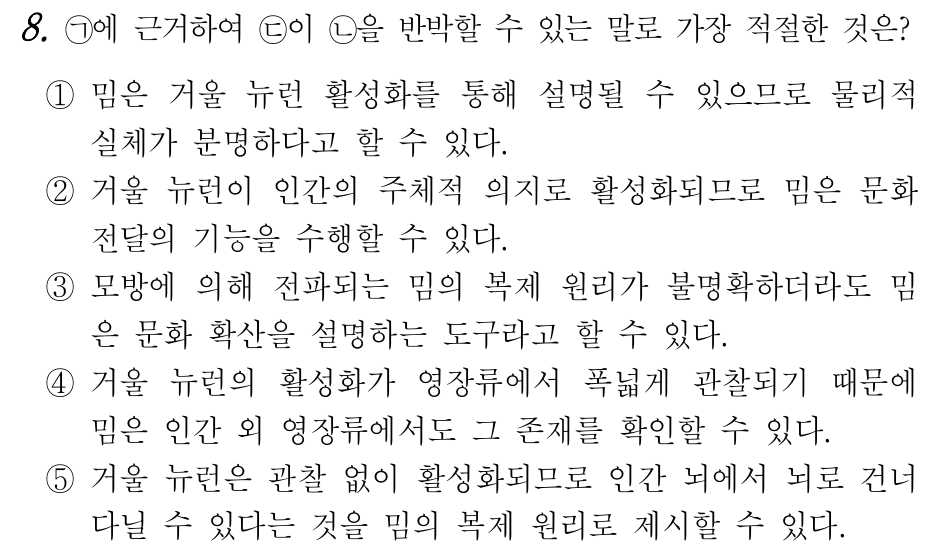 8. ㉠에 근거하여 ㉢이 ㉡을 반박할 수 있는 말로 가장 적절한 것은?
① 밈은 거울 뉴런 활성화를 통해 설명될 수 있으므로 물리적
실체가 분명하다고 할 수 있다.
② 거울 뉴런이 인간의 주체적 의지로 활성화되므로 밈은 문화
전달의 기능을 수행할 수 있다.
③ 모방에 의해 전파되는 밈의 복제 원리가 불명확하더라도 밈
은 문화 확산을 설명하는 도구라고 할 수 있다.
④ 거울 뉴런의 활성화가 영장류에서 폭넓게 관찰되기 때문에
밈은 인간 외 영장류에서도 그 존재를 확인할 수 있다.
⑤ 거울 뉴런은 관찰 없이 활성화되므로 인간 뇌에서 뇌로 건너
다닐 수 있다는 것을 밈의 복제 원리로 제시할 수 있다.